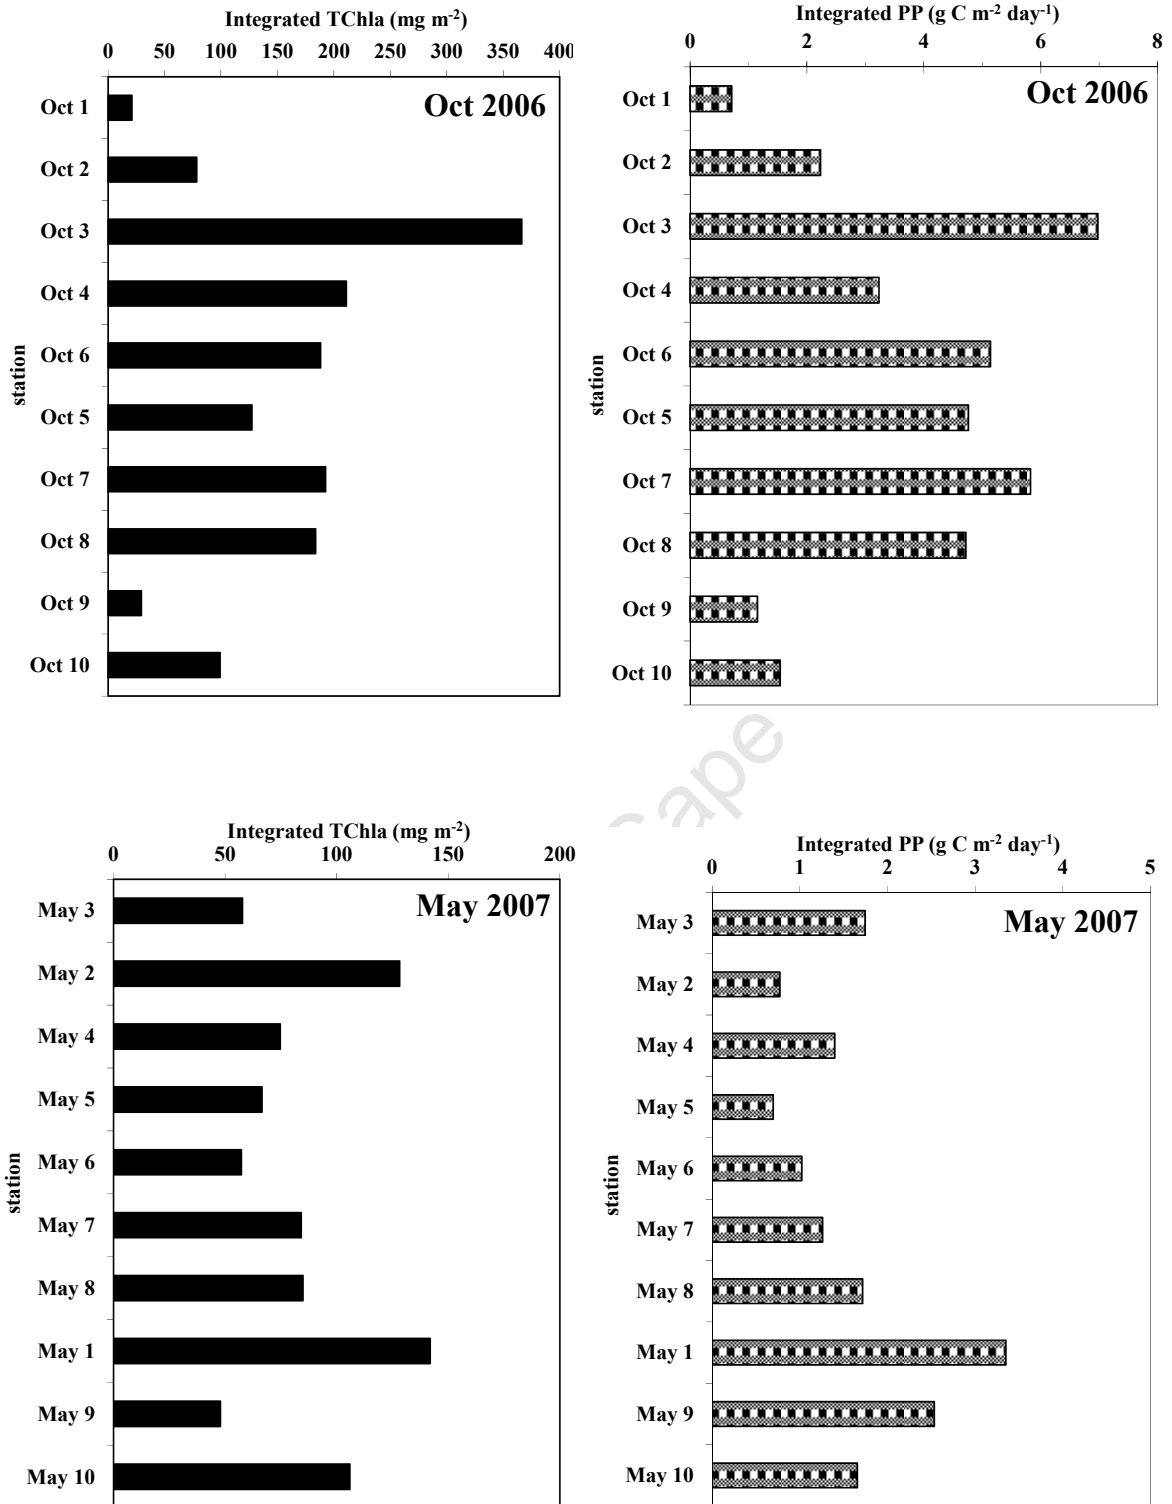 Integrated TChla (mg m-2)
0 50 100 150 200 250 300 350 400
Oct 2006
Oct 1
Oct 2
Oct 3
Oct 4
Oct 6
Oct 5
Oct 7
Oct 8
Oct 9
Oct 10
station
Integrated PP (g C m-2 day-1)
0 2 4 6 8
Oct 2006
Oct 1
Oct 2
Oct 3
Oct 4
Oct 6
Oct 5
Oct 7
Oct 8
Oct 9
Oct 10
station
Cape
Integrated TChla (mg m-2)
0 50 100 150 200
May 2007
May 3
May 2
May 4
May 5
May 6
May 7
May 8
May 1
May 9
May 10
station
Integrated PP (g C m-2 day-1)
0 1 2 3 4 5
May 2007
May 3
May 2
May 4
May 5
May 6
May 7
May 8
May 1
May 9
May 10
station